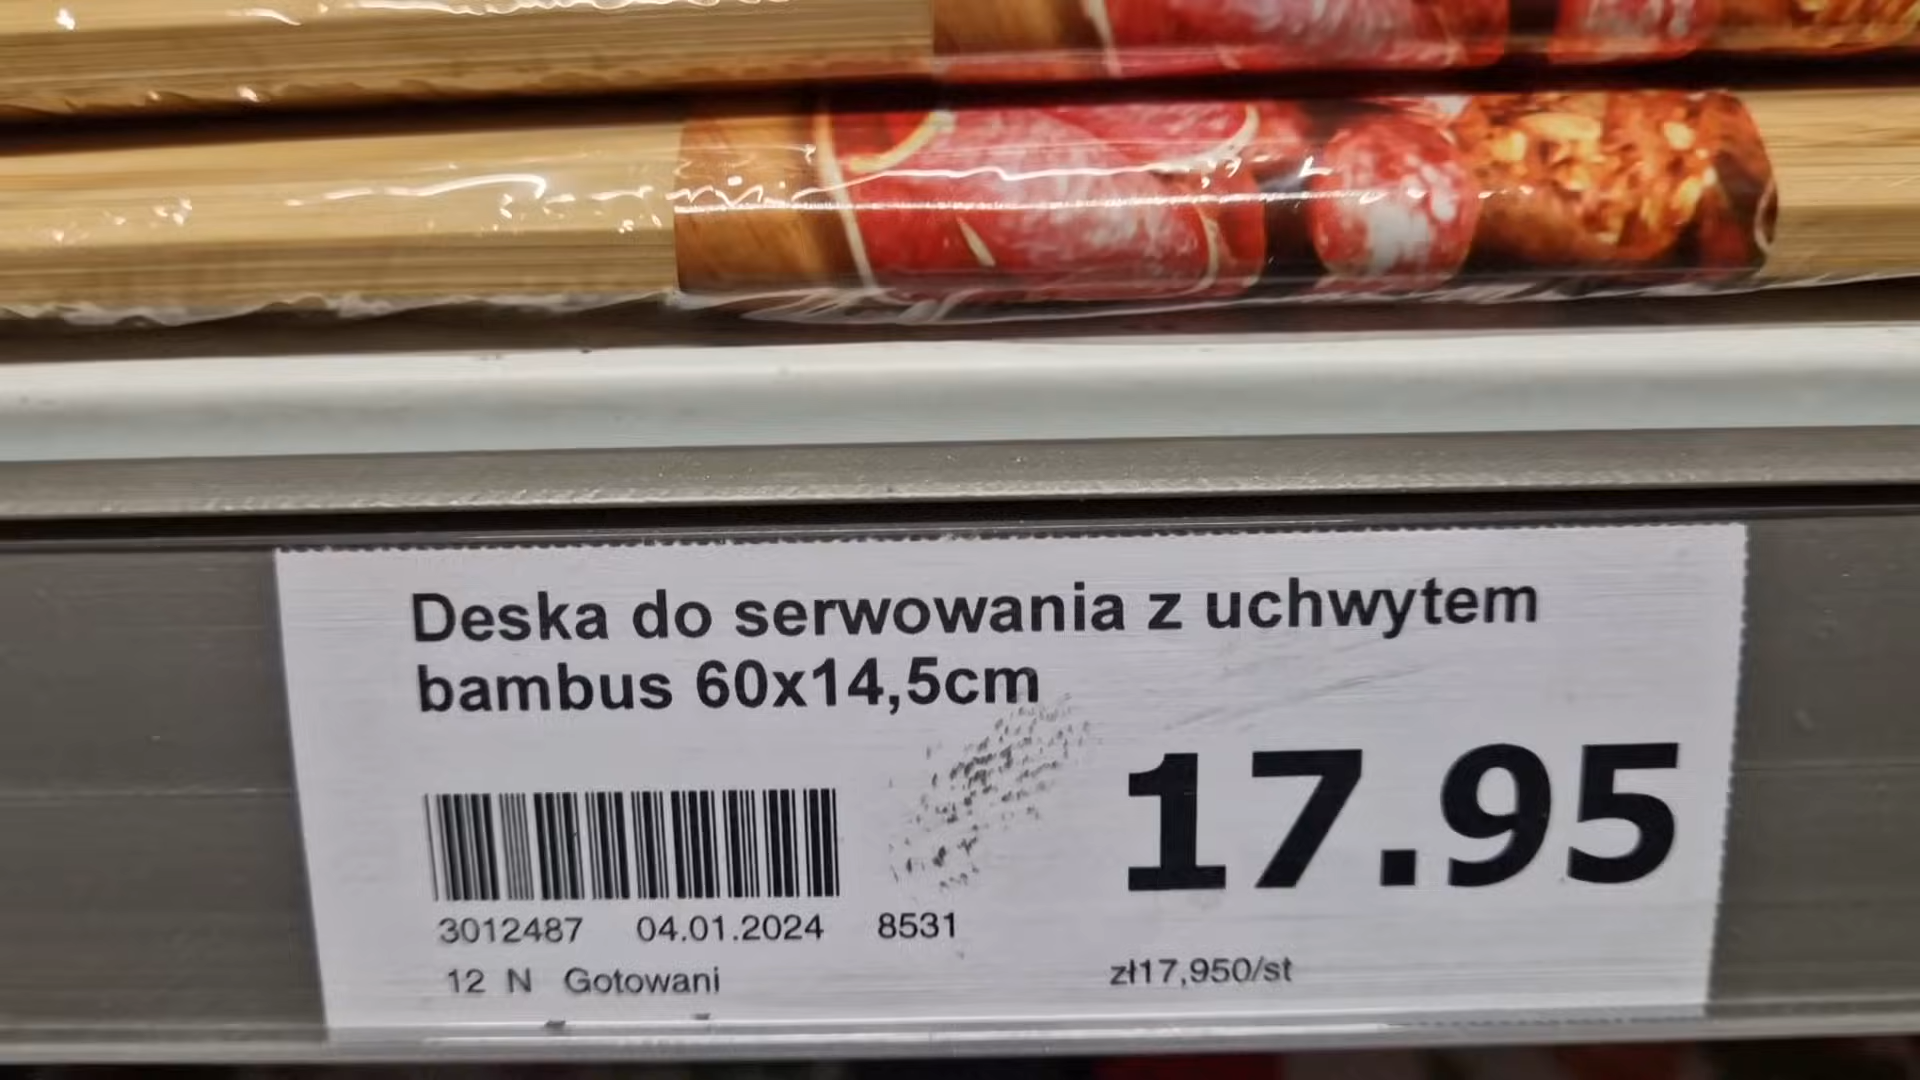 Deska do serwowania z uchwytem
bambus 60x14,5cm
17.95
3012487 04.01.2024 8531
12 N Gotowani
zł17,950/st